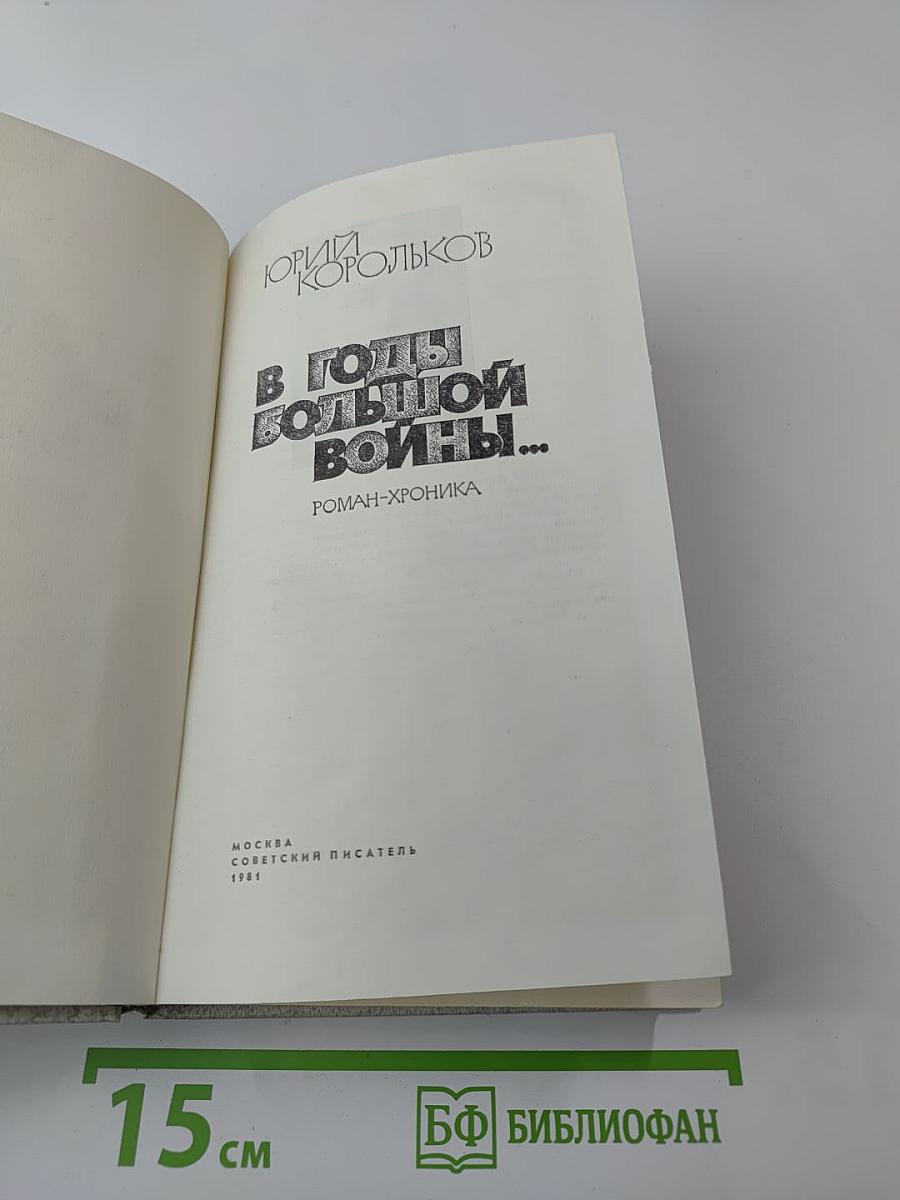 ЮРИЙ
КОРОЛЬКОВ
В ГОДЫ
БОЛЬШОЙ
ВОЙНЫ...
РОМАН-ХРОНИКА
МОСКВА
СОВЕТСКИЙ ПИСАТЕЛЬ
1981
15 см
БФ БИБЛИОФАН